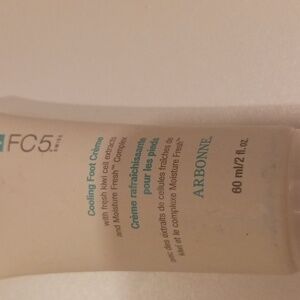 FC5
SWISS
Cooling Foot Crème
with fresh kiwi cell extracts
and Moisture Fresh™ Complex
Crème rafraîchissante
pour les pieds
avec des extraits de cellules fraîches de
kiwi et le complexe Moisture Fresh™
ARBONNE.
60 ml/2 fl.oz.